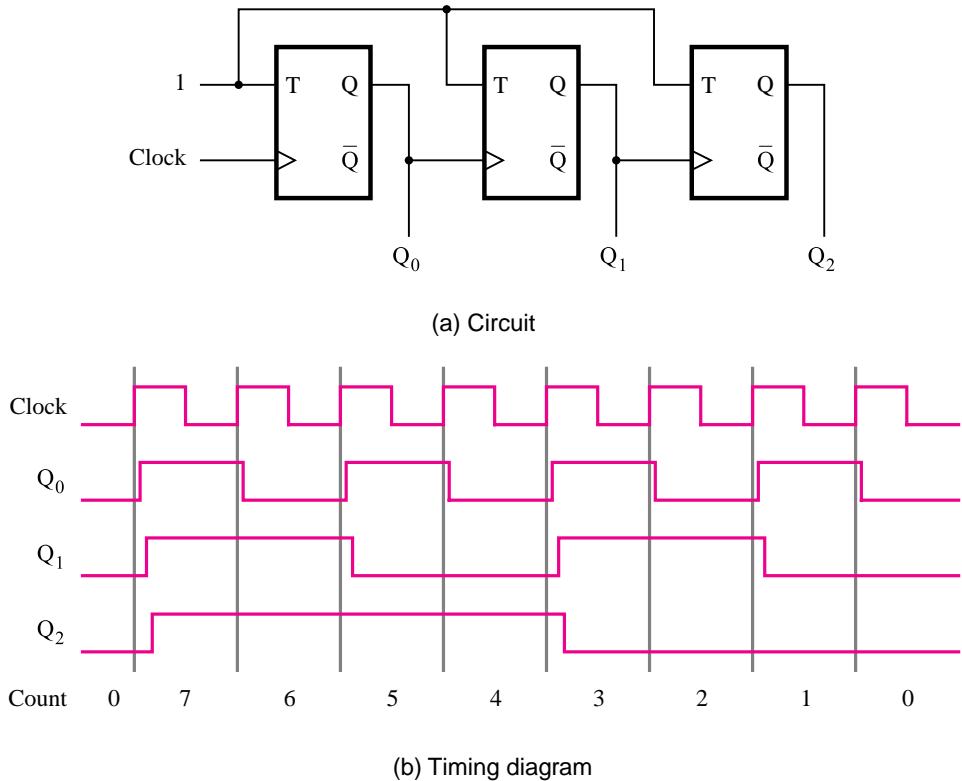 1 T Q T Q T Q
Clock Q̅ Q̅ Q̅
Q₀ Q₁ Q₂
(a) Circuit
Clock
Q₀
Q₁
Q₂
Count 0 7 6 5 4 3 2 1 0
(b) Timing diagram